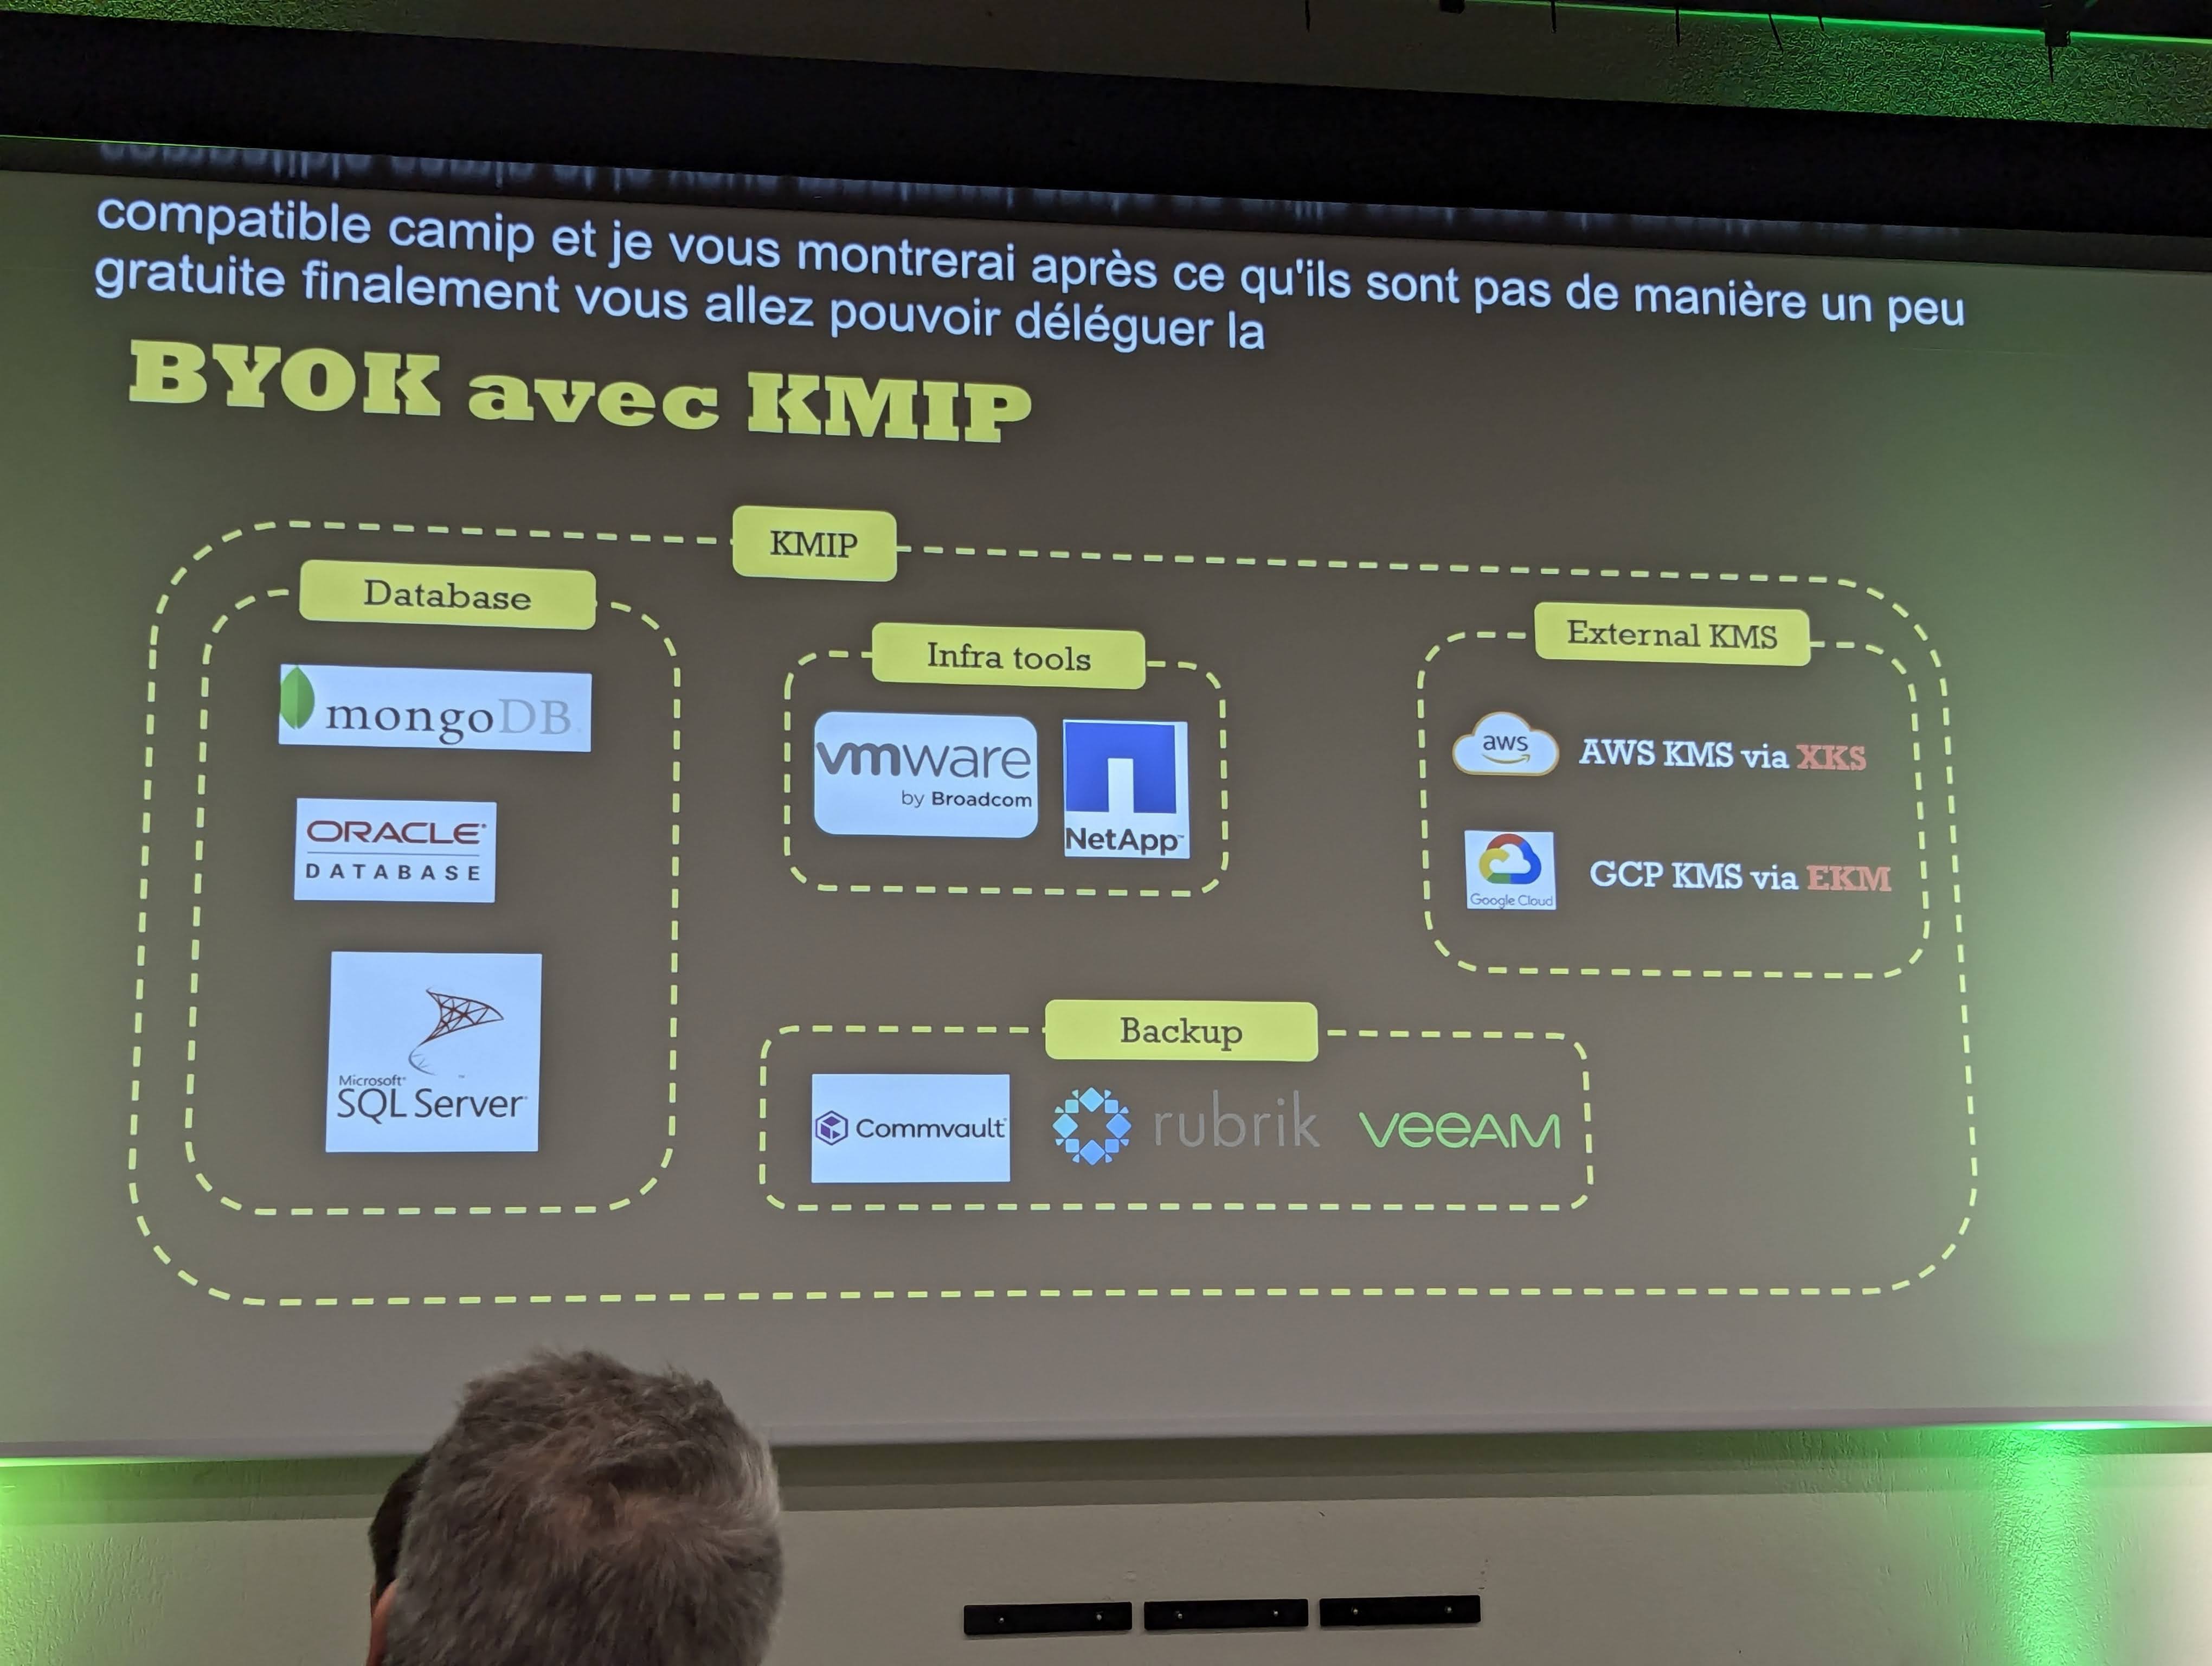 compatible camip et je vous montrerai après ce qu'ils sont pas de manière un peu
gratuite finalement vous allez pouvoir déléguer la
BYOK avec KMIP
KMIP
Database
mongoDB
ORACLE
DATABASE
Microsoft
SQL Server
Infra tools
vmware
by Broadcom
NetApp
External KMS
aws
AWS KMS via XKS
Google Cloud
GCP KMS via EKM
Backup
Commvault
rubrik
veeAM